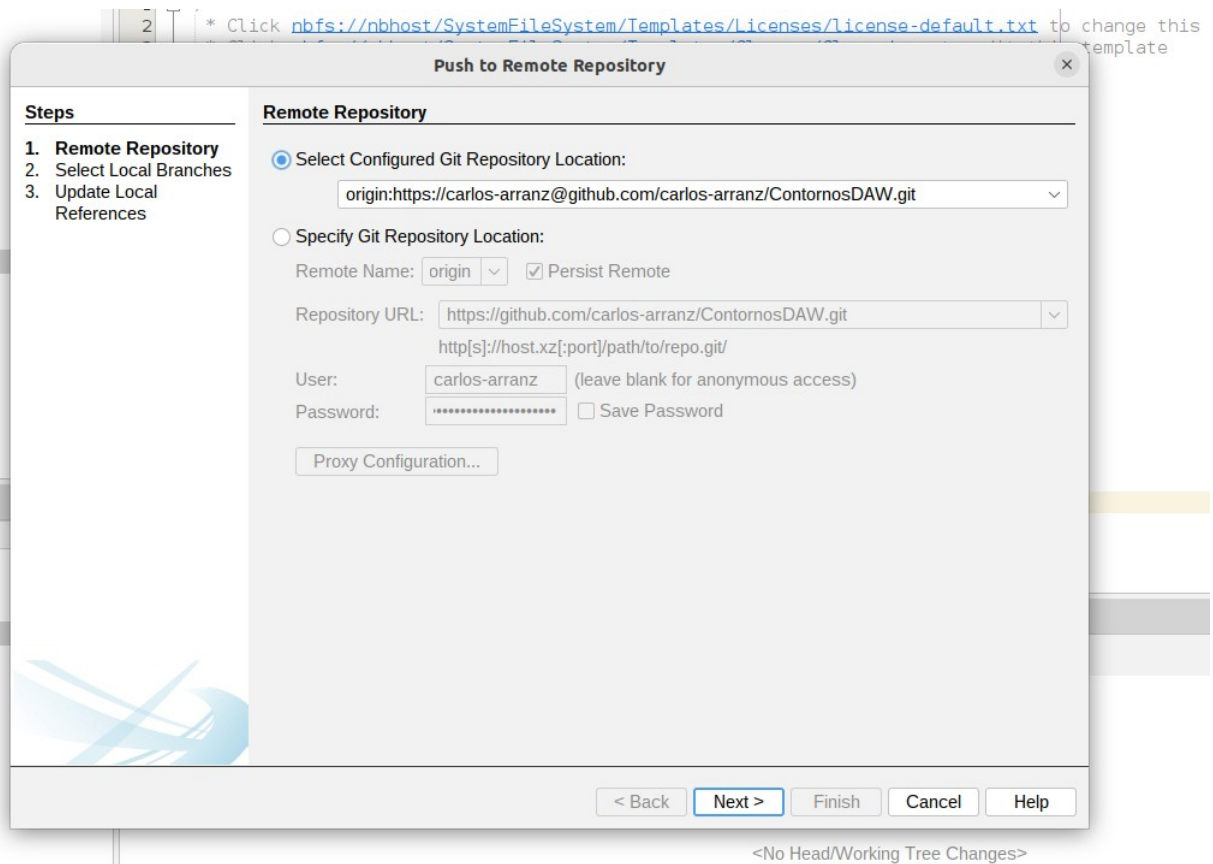 2
* Click nbfs://nbhost/SystemFileSystem/Templates/Licenses/license-default.txt to change this
template
Push to Remote Repository
Steps
1. Remote Repository
2. Select Local Branches
3. Update Local
References
Remote Repository
Select Configured Git Repository Location:
origin:https://carlos-arranz@github.com/carlos-arranz/ContornosDAW.git
Specify Git Repository Location:
Remote Name: origin Persist Remote
Repository URL: https://github.com/carlos-arranz/ContornosDAW.git
http[s]://host.xz[:port]/path/to/repo.git/
User: carlos-arranz (leave blank for anonymous access)
Password: Save Password
Proxy Configuration...
< Back Next > Finish Cancel Help
<No Head/Working Tree Changes>